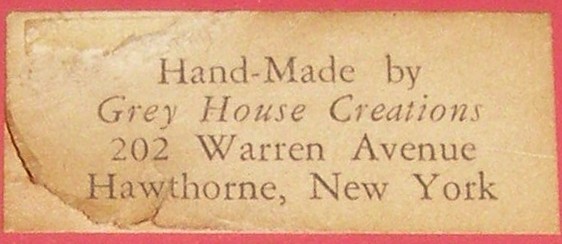 Hand-Made by
Grey House Creations
202 Warren Avenue
Hawthorne, New York